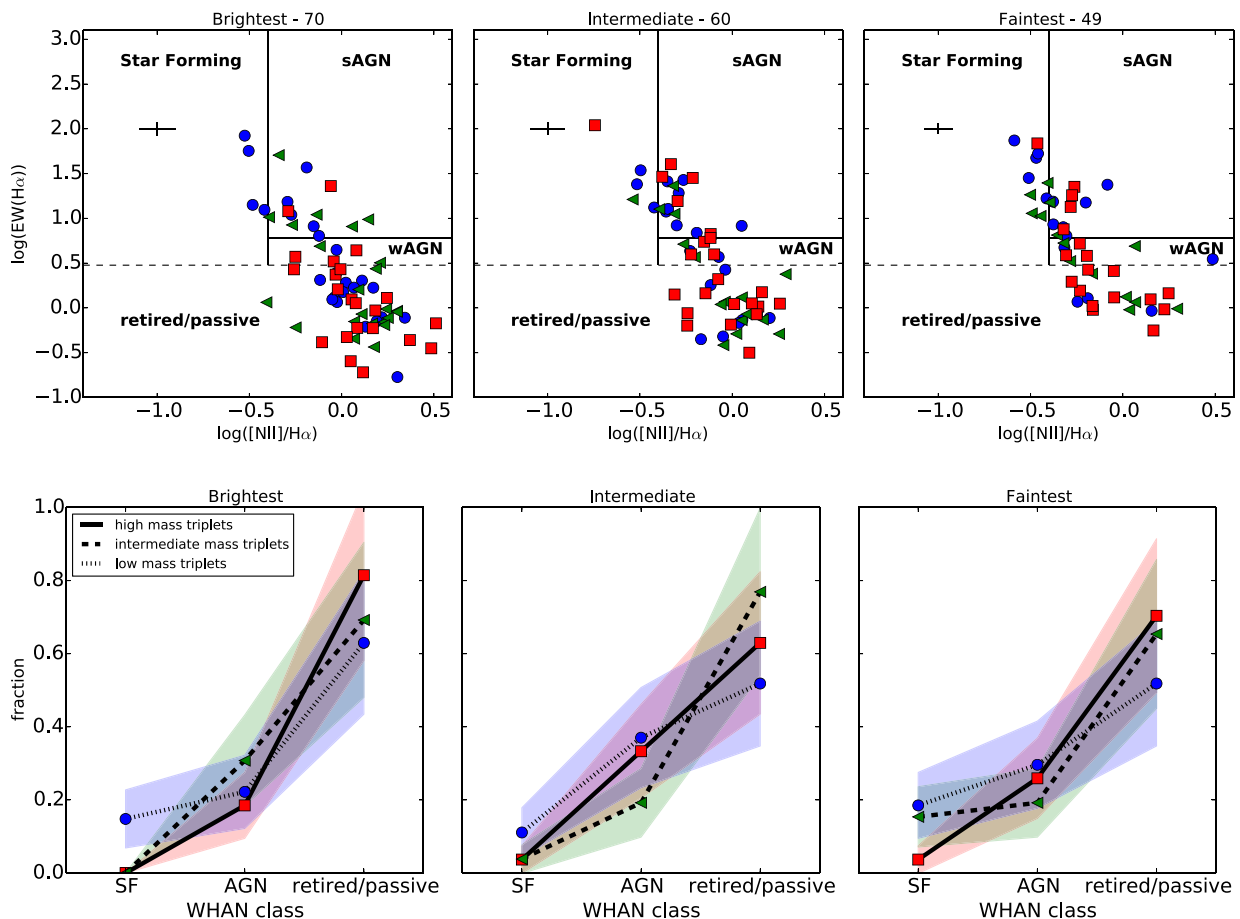 Brightest - 70
Intermediate - 60
Faintest - 49
Star Forming
sAGN
wAGN
retired/passive
Star Forming
sAGN
wAGN
retired/passive
Star Forming
sAGN
wAGN
retired/passive
log(EW(Hα)
3.0
2.5
2.0
1.5
1.0
0.5
0.0
−0.5
−1.0
−1.0 −0.5 0.0 0.5
−1.0 −0.5 0.0 0.5
−1.0 −0.5 0.0 0.5
log([NII]/Hα)
log([NII]/Hα)
log([NII]/Hα)
Brightest
Intermediate
Faintest
high mass triplets
intermediate mass triplets
low mass triplets
fraction
1.0
0.8
0.6
0.4
0.2
0.0
SF AGN retired/passive
SF AGN retired/passive
SF AGN retired/passive
WHAN class
WHAN class
WHAN class